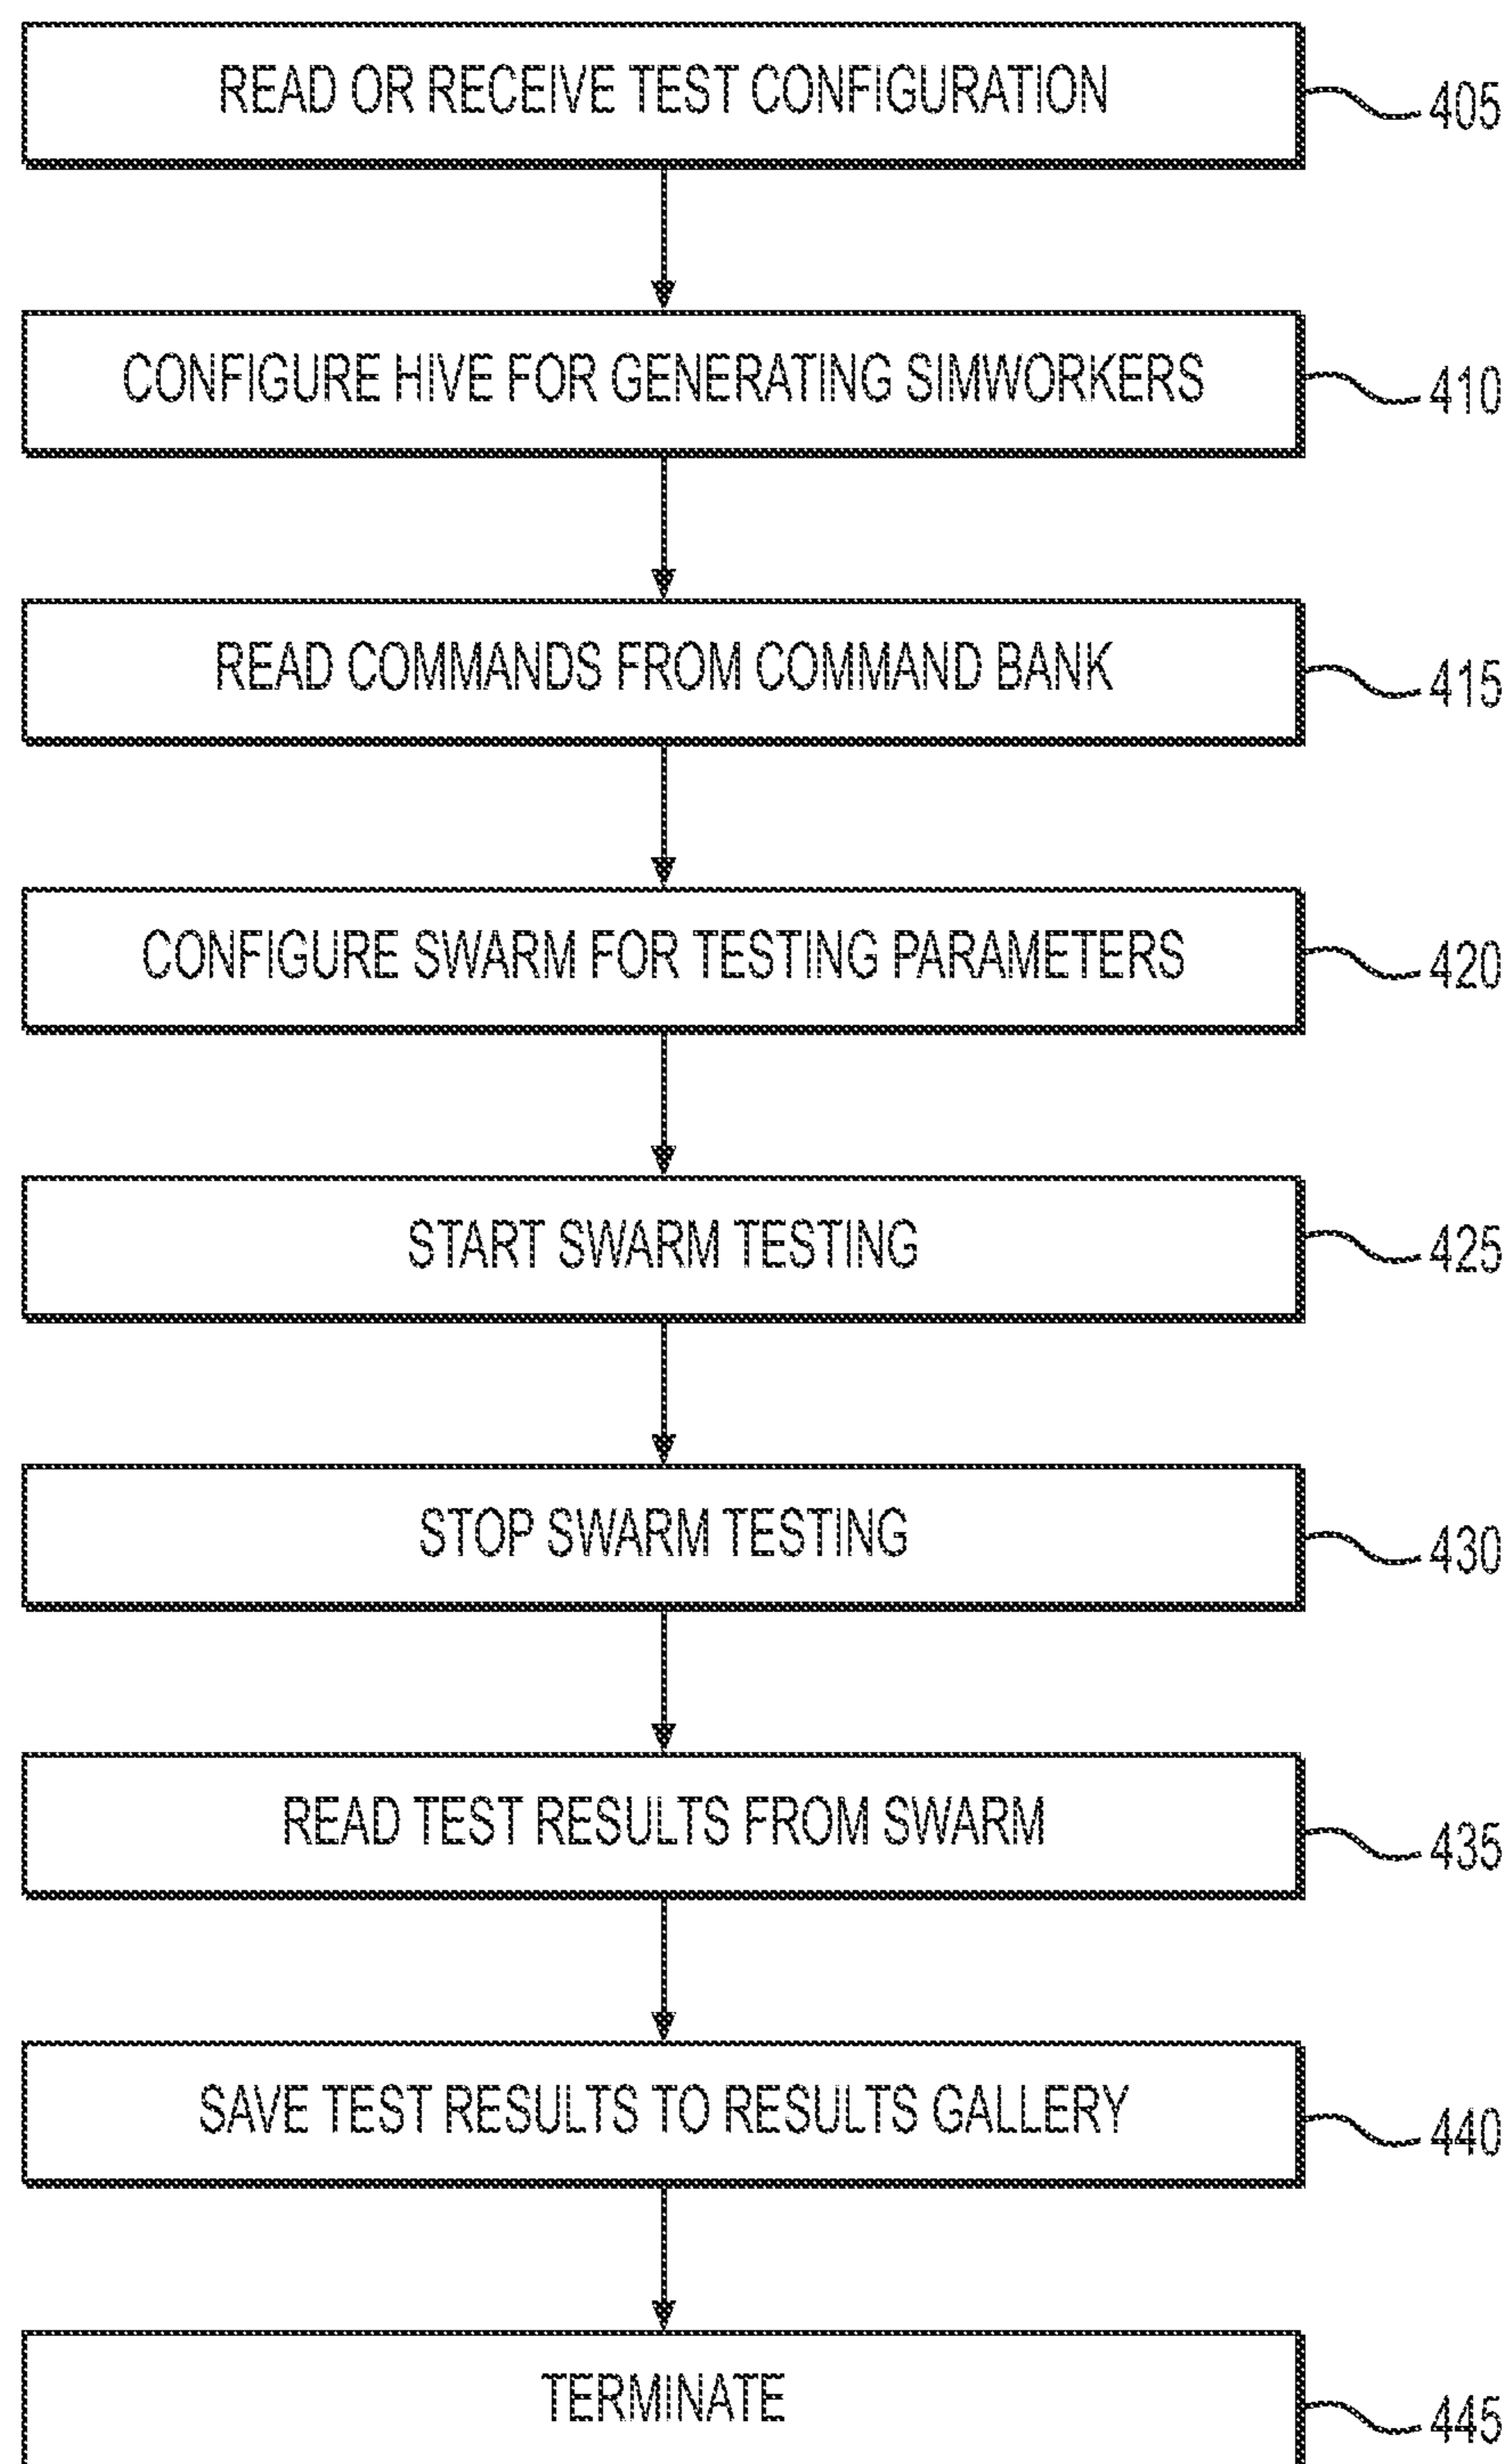 READ OR RECEIVE TEST CONFIGURATION
405
CONFIGURE HIVE FOR GENERATING SIMWORKERS
410
READ COMMANDS FROM COMMAND BANK
415
CONFIGURE SWARM FOR TESTING PARAMETERS
420
START SWARM TESTING
425
STOP SWARM TESTING
430
READ TEST RESULTS FROM SWARM
435
SAVE TEST RESULTS TO RESULTS GALLERY
440
TERMINATE
445